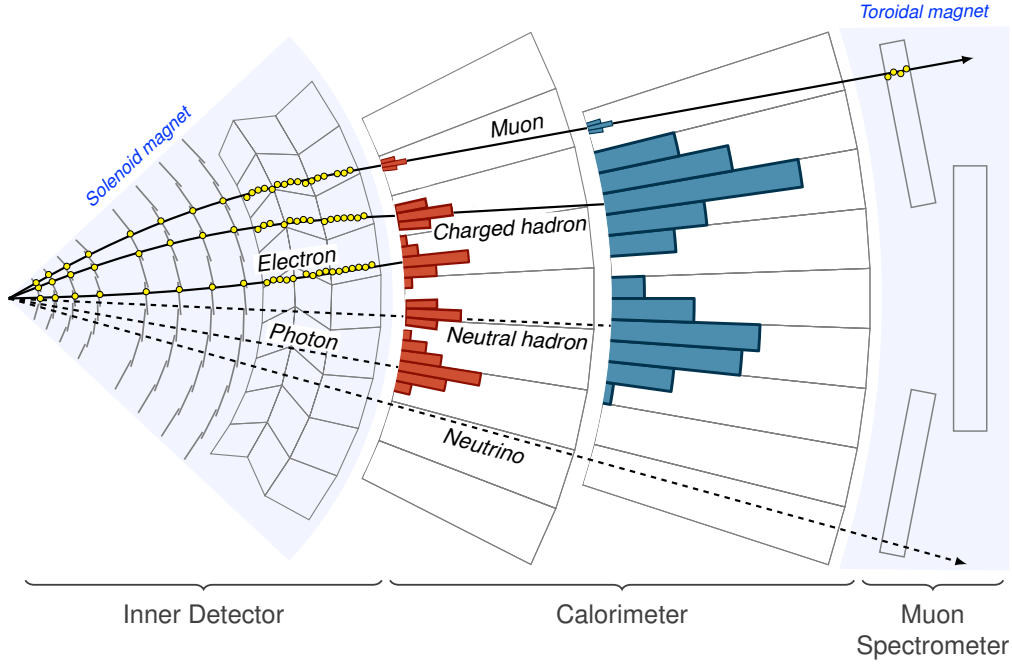 Toroidal magnet
Solenoid magnet
Muon
Charged hadron
Electron
Photon
Neutral hadron
Neutrino
Inner Detector
Calorimeter
Muon
Spectrometer